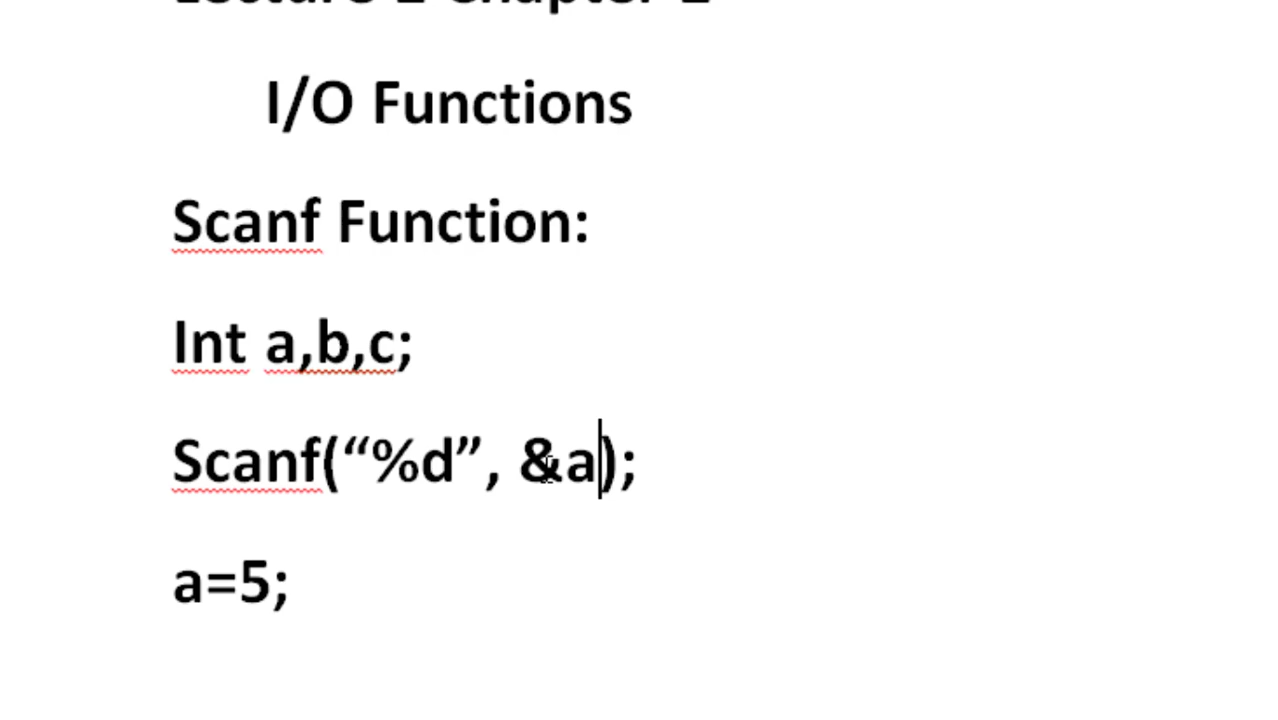 I/O Functions
Scanf Function:
Int a,b,c;
Scanf(“%d”, &a);
a=5;